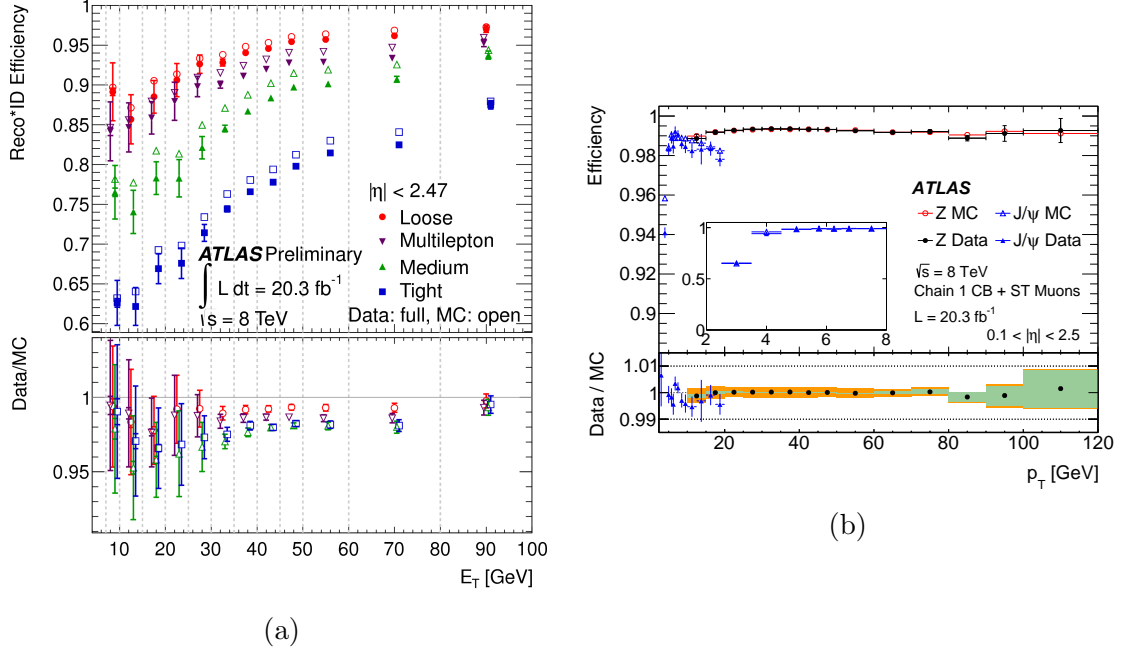 Reco*ID Efficiency
1
0.95
0.9
0.85
0.8
0.75
0.7
0.65
0.6
|η| < 2.47
Loose
Multilepton
Medium
Tight
Data: full, MC: open
ATLAS Preliminary
∫ L dt = 20.3 fb⁻¹
√s = 8 TeV
Data/MC
1
0.95
10 20 30 40 50 60 70 80 90 100
E_T [GeV]
(a)
Efficiency
1
0.98
0.96
0.94
0.92
0.9
0.88
ATLAS
Z MC
J/ψ MC
Z Data
J/ψ Data
√s = 8 TeV
Chain 1 CB + ST Muons
L = 20.3 fb⁻¹
0.1 < |η| < 2.5
1
0.5
0
2 4 6 8
Data / MC
1.01
1
0.99
20 40 60 80 100 120
p_T [GeV]
(b)